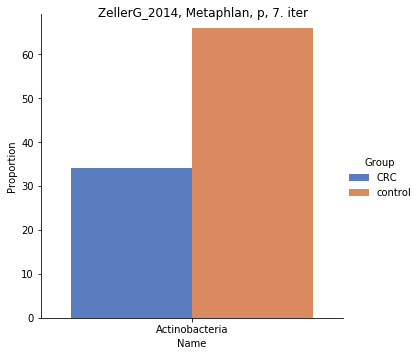 ZellerG_2014, Metaphlan, p, 7. iter
60
50
40
30
20
10
0
Proportion
Actinobacteria
Name
Group
CRC
control